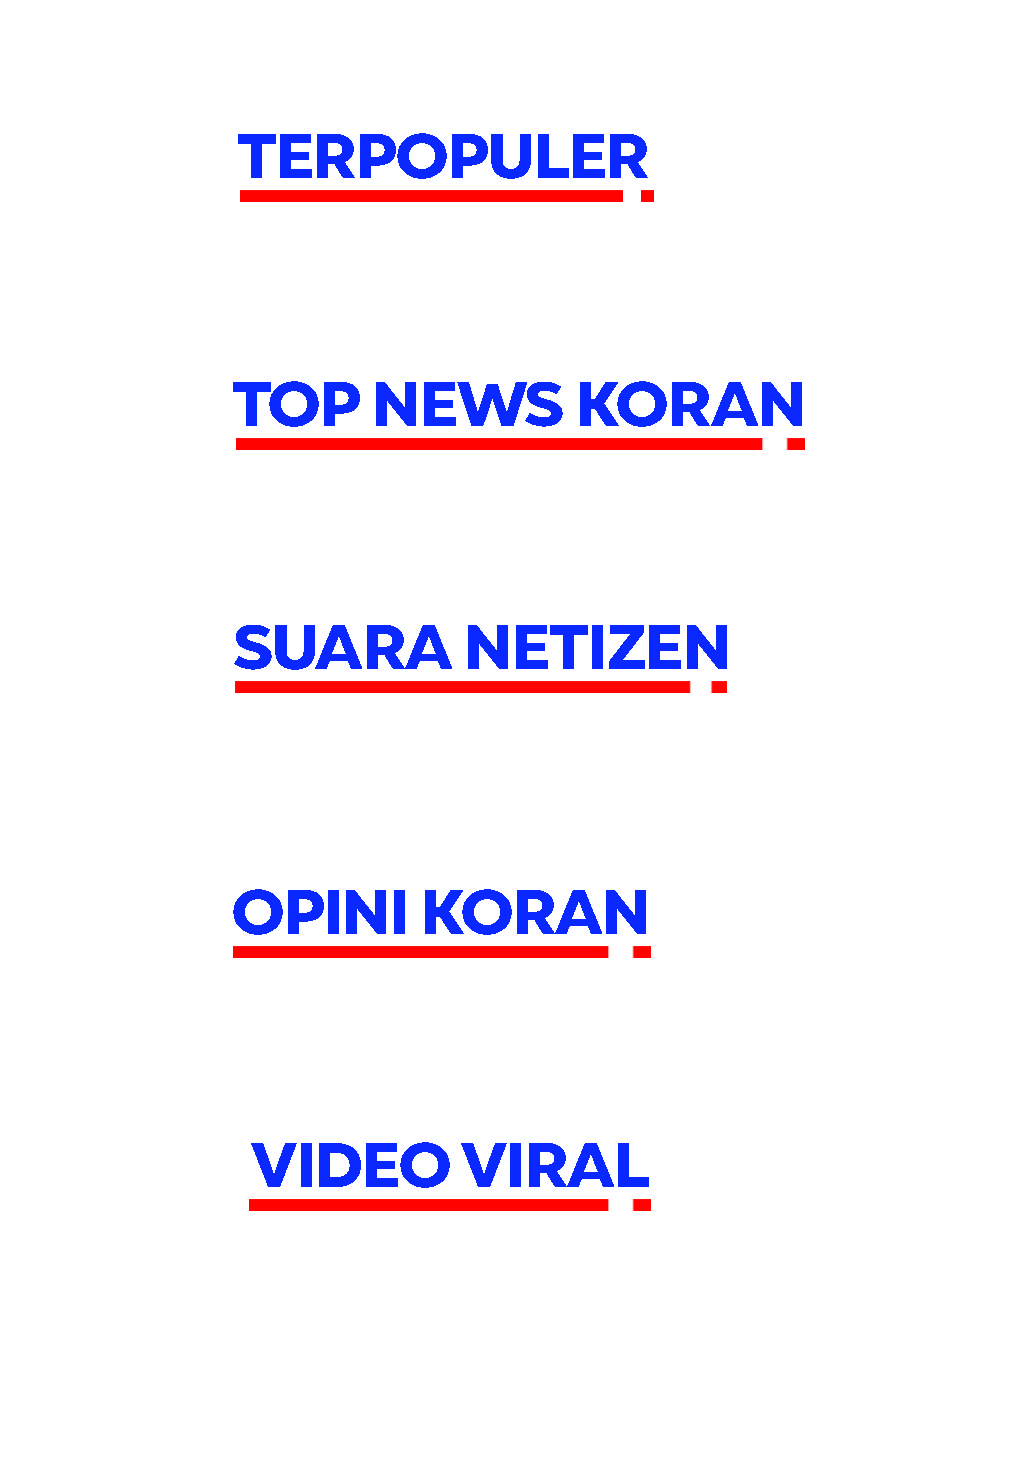 TERPOPULER
TOP NEWS KORAN
SUARA NETIZEN
OPINI KORAN
VIDEO VIRAL